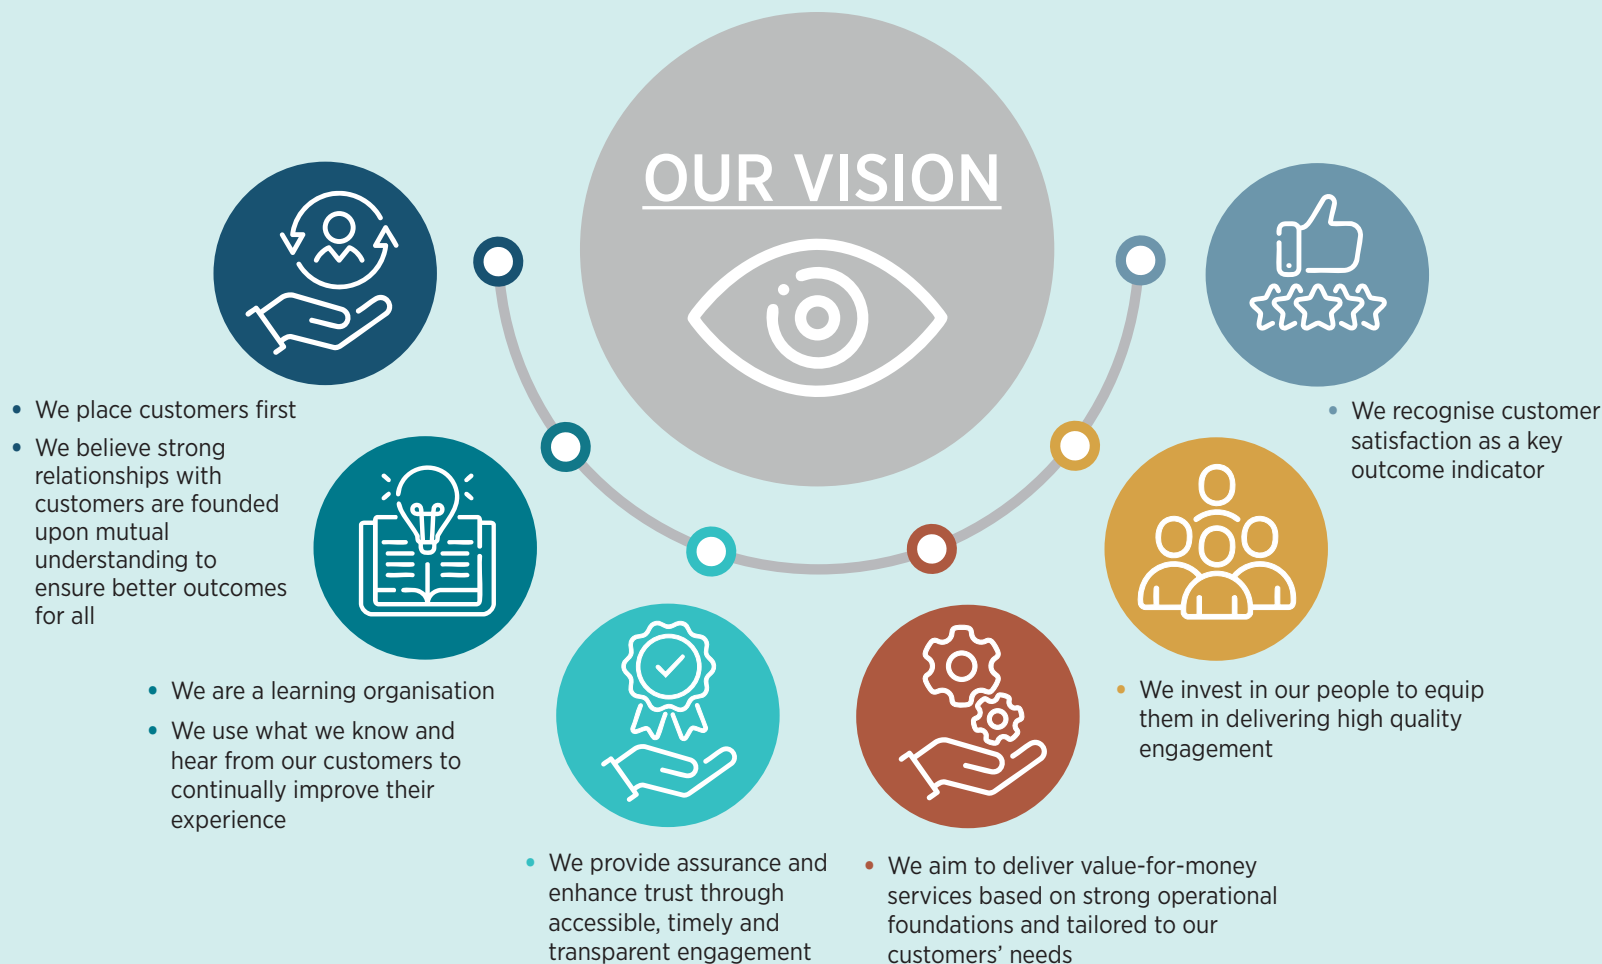 OUR VISION
• We place customers first
• We believe strong
relationships with
customers are founded
upon mutual
understanding to
ensure better outcomes
for all
• We are a learning organisation
• We use what we know and
hear from our customers to
continually improve their
experience
• We provide assurance and
enhance trust through
accessible, timely and
transparent engagement
• We aim to deliver value-for-money
services based on strong operational
foundations and tailored to our
customers’ needs
• We invest in our people to equip
them in delivering high quality
engagement
• We recognise customer
satisfaction as a key
outcome indicator